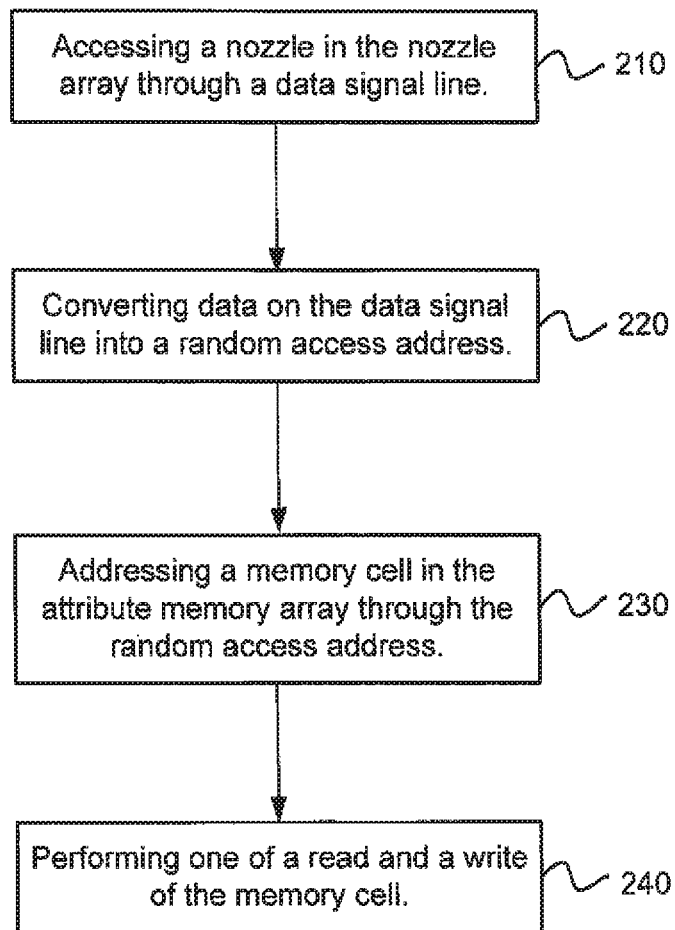 Accessing a nozzle in the nozzle
array through a data signal line.
210
Converting data on the data signal
line into a random access address.
220
Addressing a memory cell in the
attribute memory array through the
random access address.
230
Performing one of a read and a write
of the memory cell.
240